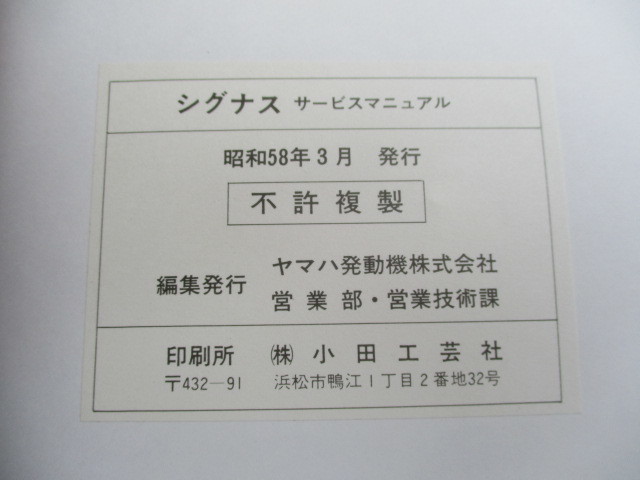 シグナス サービスマニュアル
昭和58年3月 発行
不許複製
編集発行 ヤマハ発動機株式会社
営業部・営業技術課
印刷所 ㈱ 小田工芸社
〒432-91 浜松市鴨江1丁目2番地32号